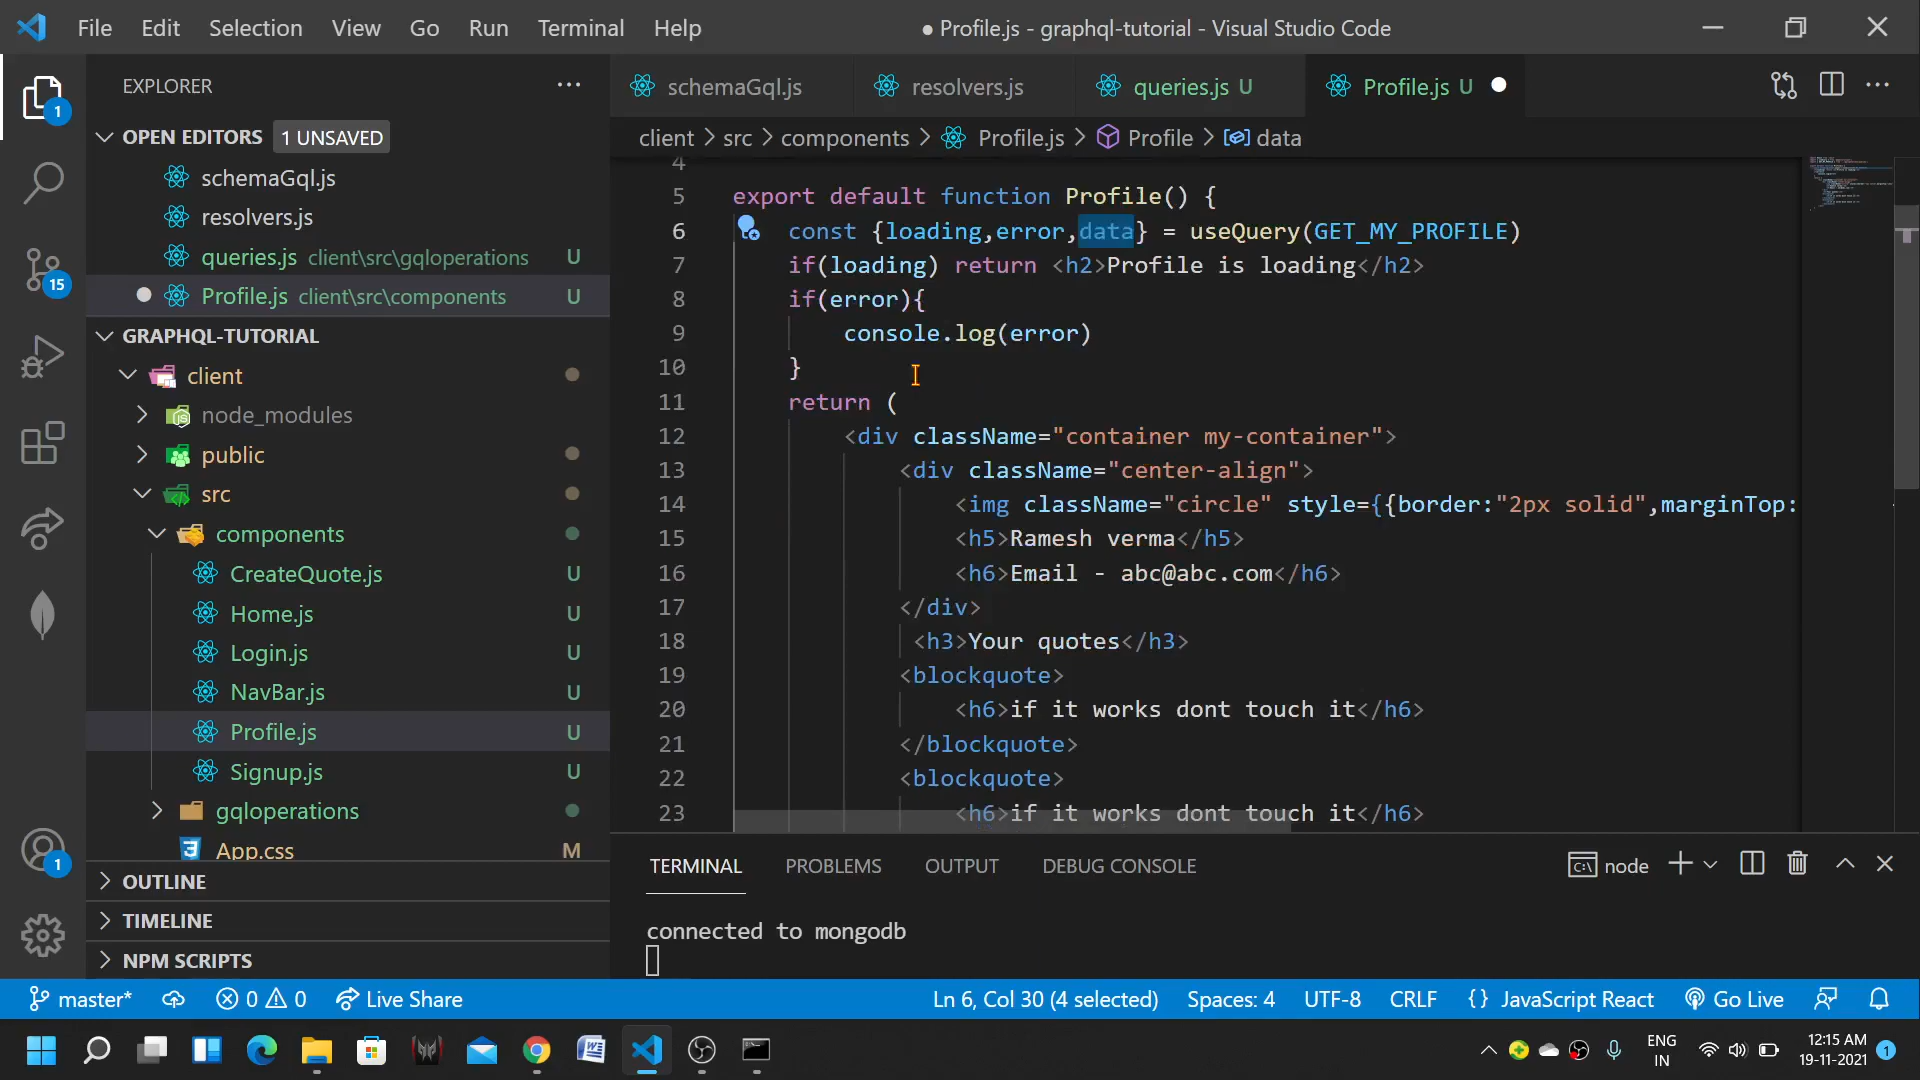 File Edit Selection View Go Run Terminal Help
● Profile.js - graphql-tutorial - Visual Studio Code
EXPLORER
OPEN EDITORS 1 UNSAVED
schemaGql.js
resolvers.js
queries.js client\src\gqloperations U
Profile.js client\src\components U
GRAPHQL-TUTORIAL
client
node_modules
public
src
components
CreateQuote.js U
Home.js U
Login.js U
NavBar.js U
Profile.js U
Signup.js U
gqloperations
App.css M
OUTLINE
TIMELINE
NPM SCRIPTS
1
15
1
schemaGql.js resolvers.js queries.js U Profile.js U
client > src > components > Profile.js > Profile > data
4
5 export default function Profile() {
6 const {loading,error,data} = useQuery(GET_MY_PROFILE)
7 if(loading) return <h2>Profile is loading</h2>
8 if(error){
9 console.log(error)
10 }
11 return (
12 <div className="container my-container">
13 <div className="center-align">
14 <img className="circle" style={{border:"2px solid",marginTop:
15 <h5>Ramesh verma</h5>
16 <h6>Email - abc@abc.com</h6>
17 </div>
18 <h3>Your quotes</h3>
19 <blockquote>
20 <h6>if it works dont touch it</h6>
21 </blockquote>
22 <blockquote>
23 <h6>if it works dont touch it</h6>
TERMINAL PROBLEMS OUTPUT DEBUG CONSOLE
node
connected to mongodb
master* 0 0 Live Share
Ln 6, Col 30 (4 selected) Spaces: 4 UTF-8 CRLF {} JavaScript React Go Live
ENG
IN
12:15 AM
19-11-2021
1